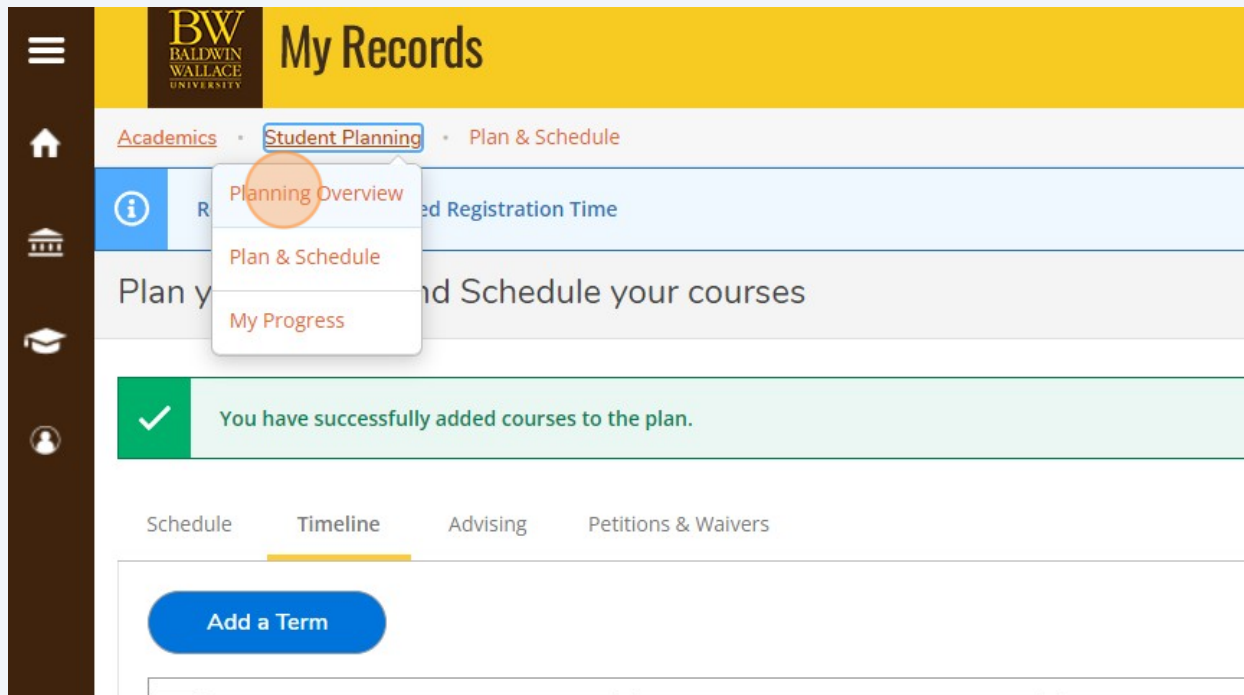 BW
BALDWIN
WALLACE
UNIVERSITY
My Records
Academics · Student Planning · Plan & Schedule
Planning Overview
R ed Registration Time
Plan & Schedule
Plan y nd Schedule your courses
My Progress
You have successfully added courses to the plan.
Schedule Timeline Advising Petitions & Waivers
Add a Term